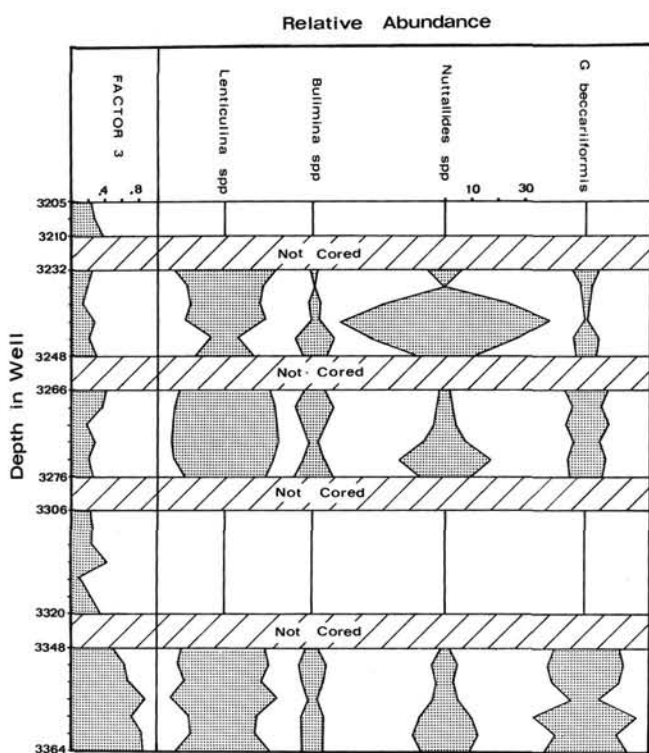 Relative Abundance
FACTOR 3
Lenticulina spp
Bulimina spp
Nuttallides spp
G beccariiformis
.4 .8
10 30
Depth in Well
3205
3210
Not Cored
3232
3248
Not Cored
3266
3276
Not Cored
3306
3320
Not Cored
3348
3364